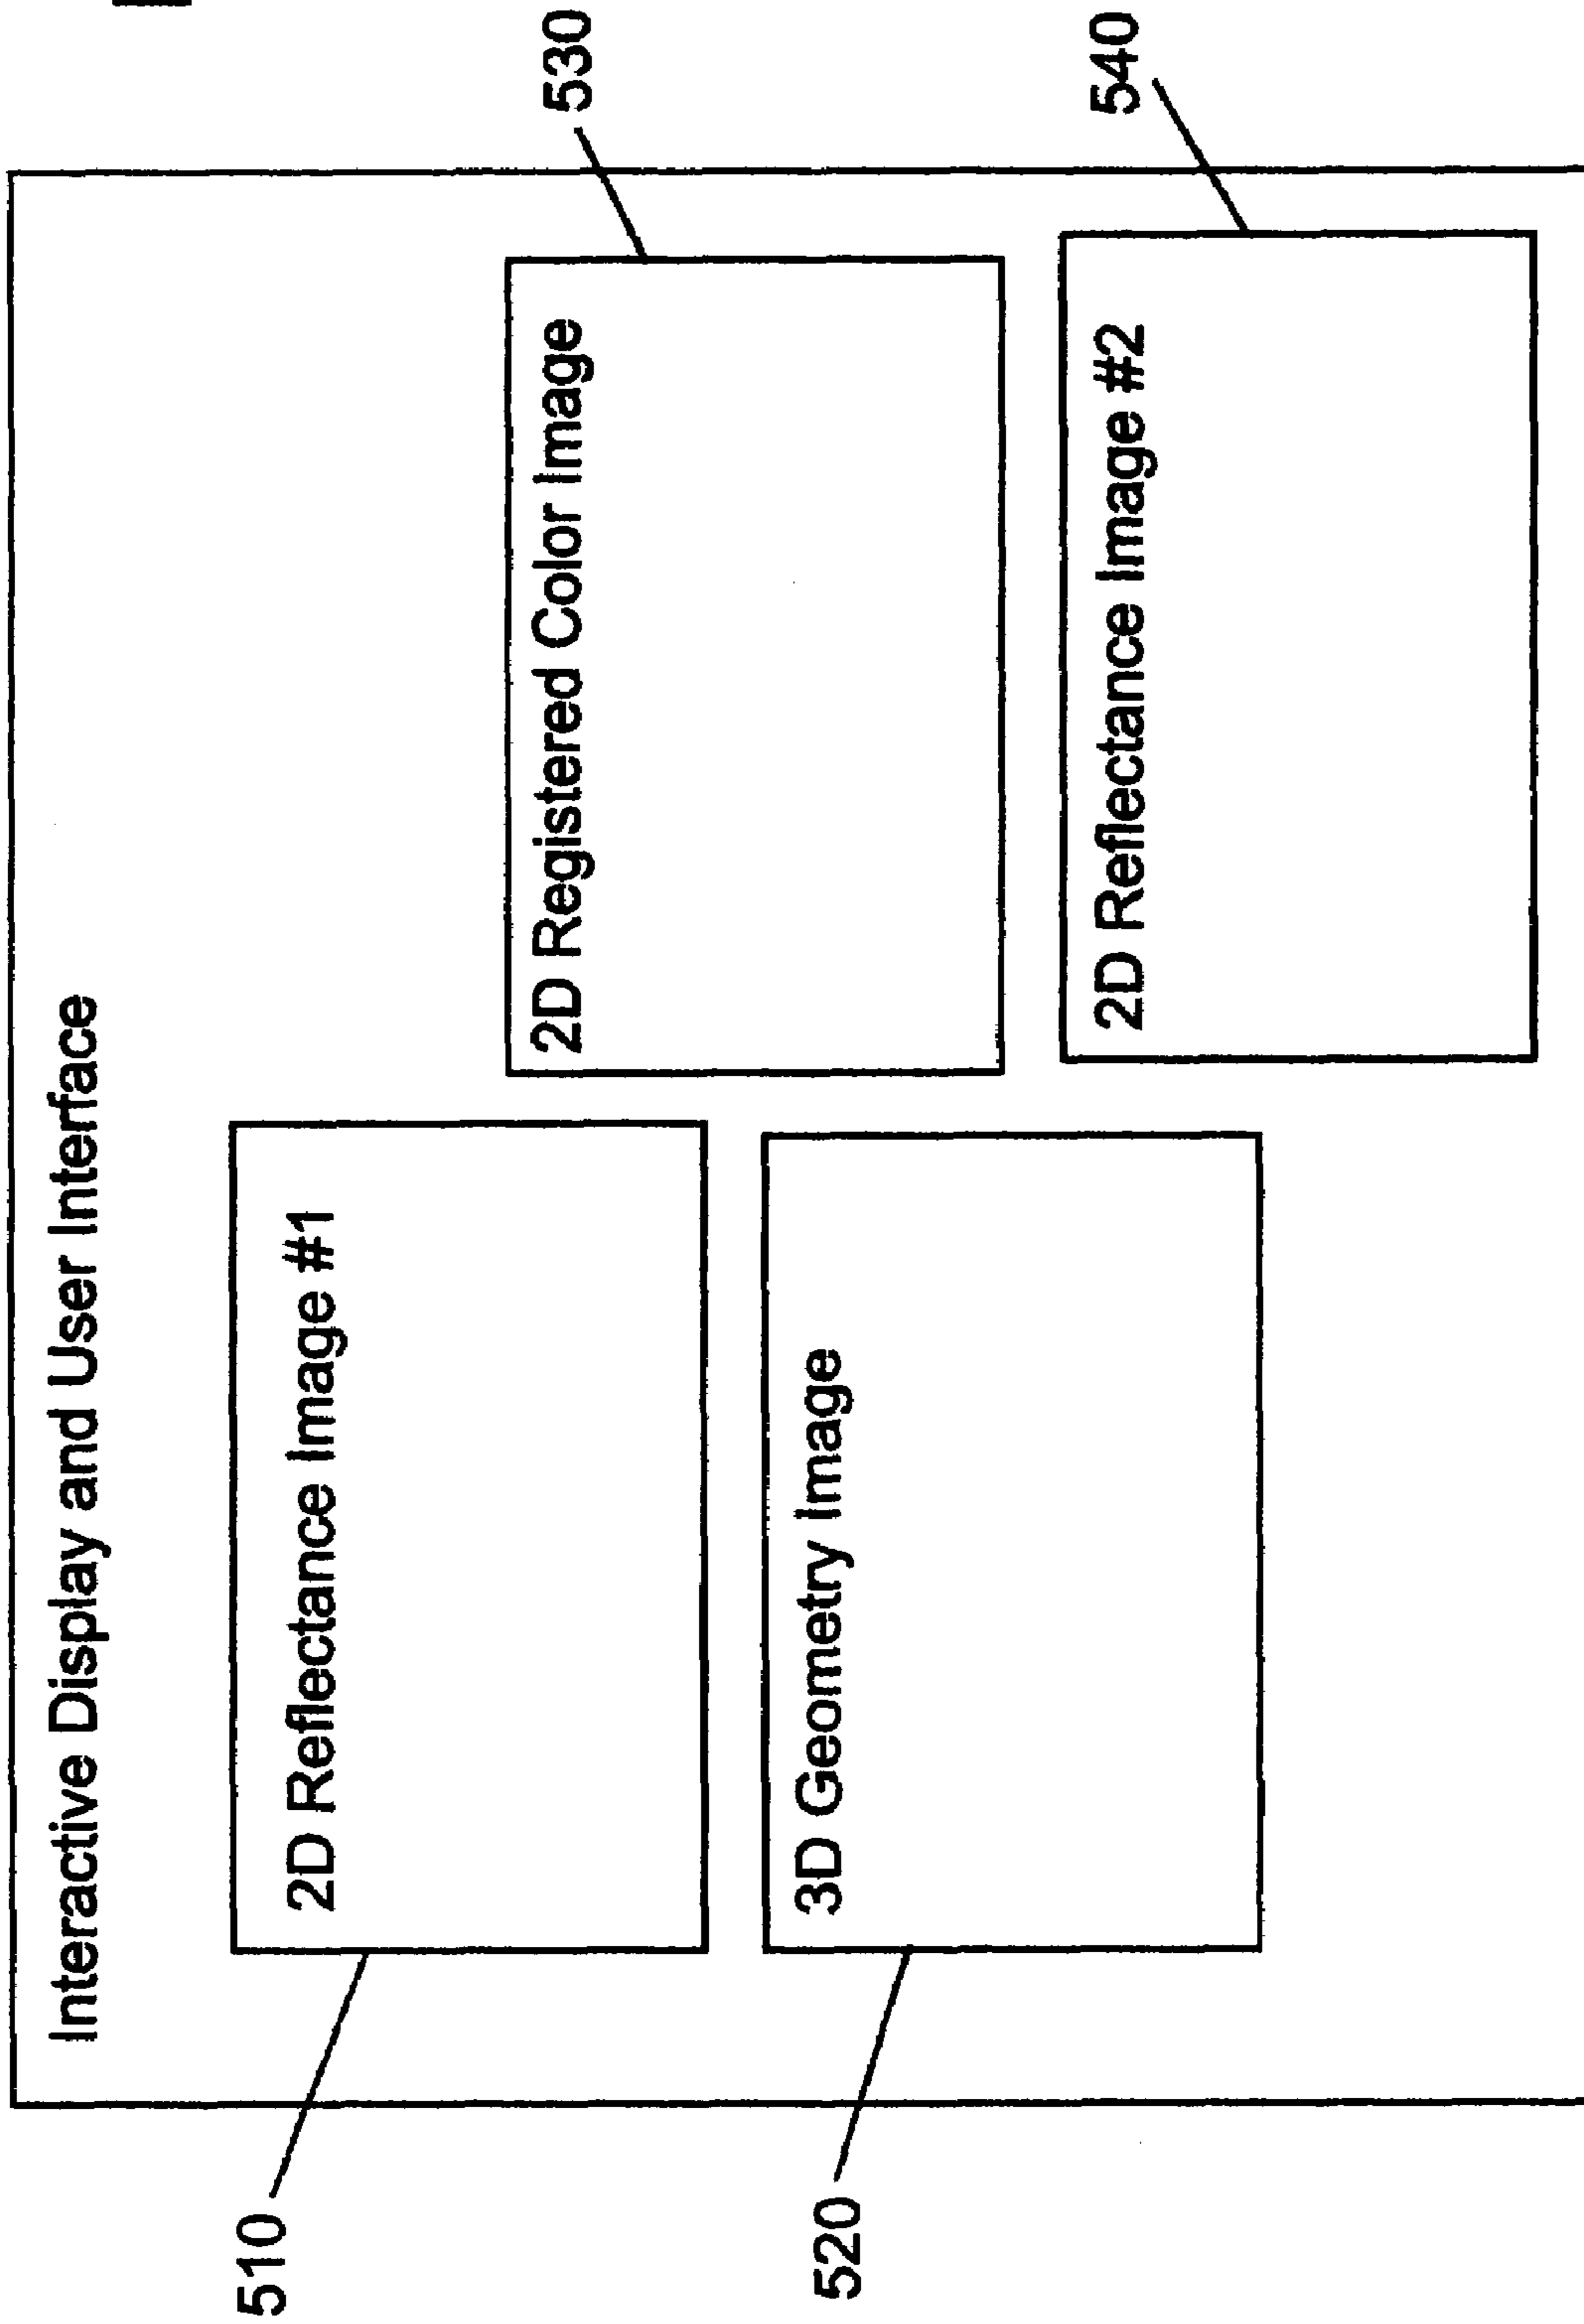 Interactive Display and User Interface
510
2D Reflectance Image #1
520
3D Geometry Image
530
2D Registered Color Image
540
2D Reflectance Image #2